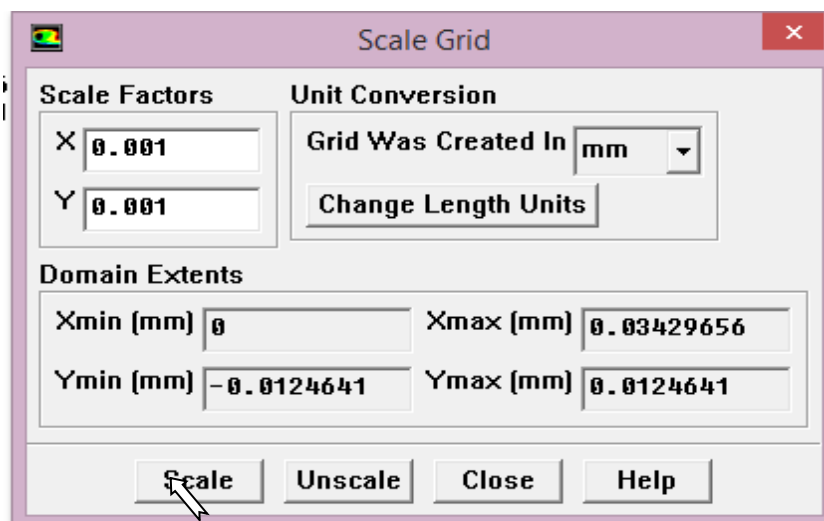 Scale Grid
Scale Factors
X 0.001
Y 0.001
Unit Conversion
Grid Was Created In mm
Change Length Units
Domain Extents
Xmin (mm) 0
Xmax (mm) 0.03429656
Ymin (mm) -0.0124641
Ymax (mm) 0.0124641
Scale Unscale Close Help